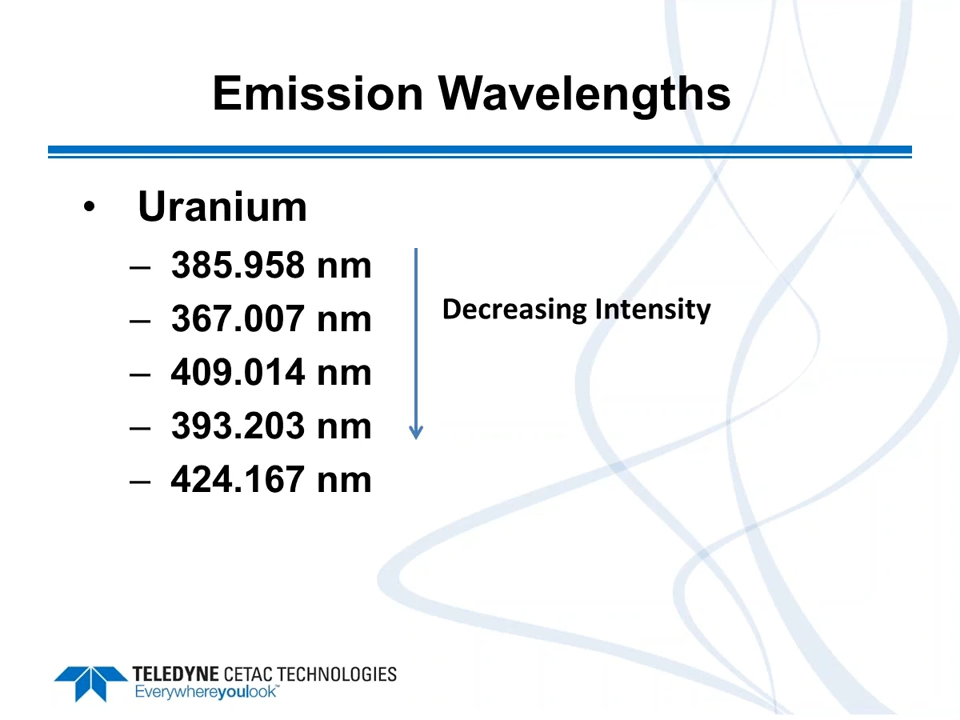 Emission Wavelengths
• Uranium
– 385.958 nm
– 367.007 nm
– 409.014 nm
– 393.203 nm
– 424.167 nm
Decreasing Intensity
TELEDYNE CETAC TECHNOLOGIES
Everywhereyoulook™